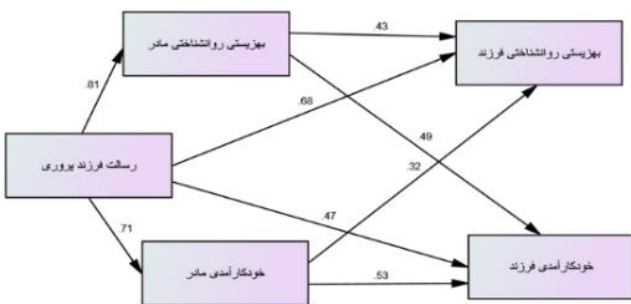 .43
بهزیستی روانشناختی مادر
بهزیستی روانشناختی فرزند
.81
.68
.49
رسالت فرزند پروری
.32
.71
.47
خودکارآمدی مادر
خودکارآمدی فرزند
.53